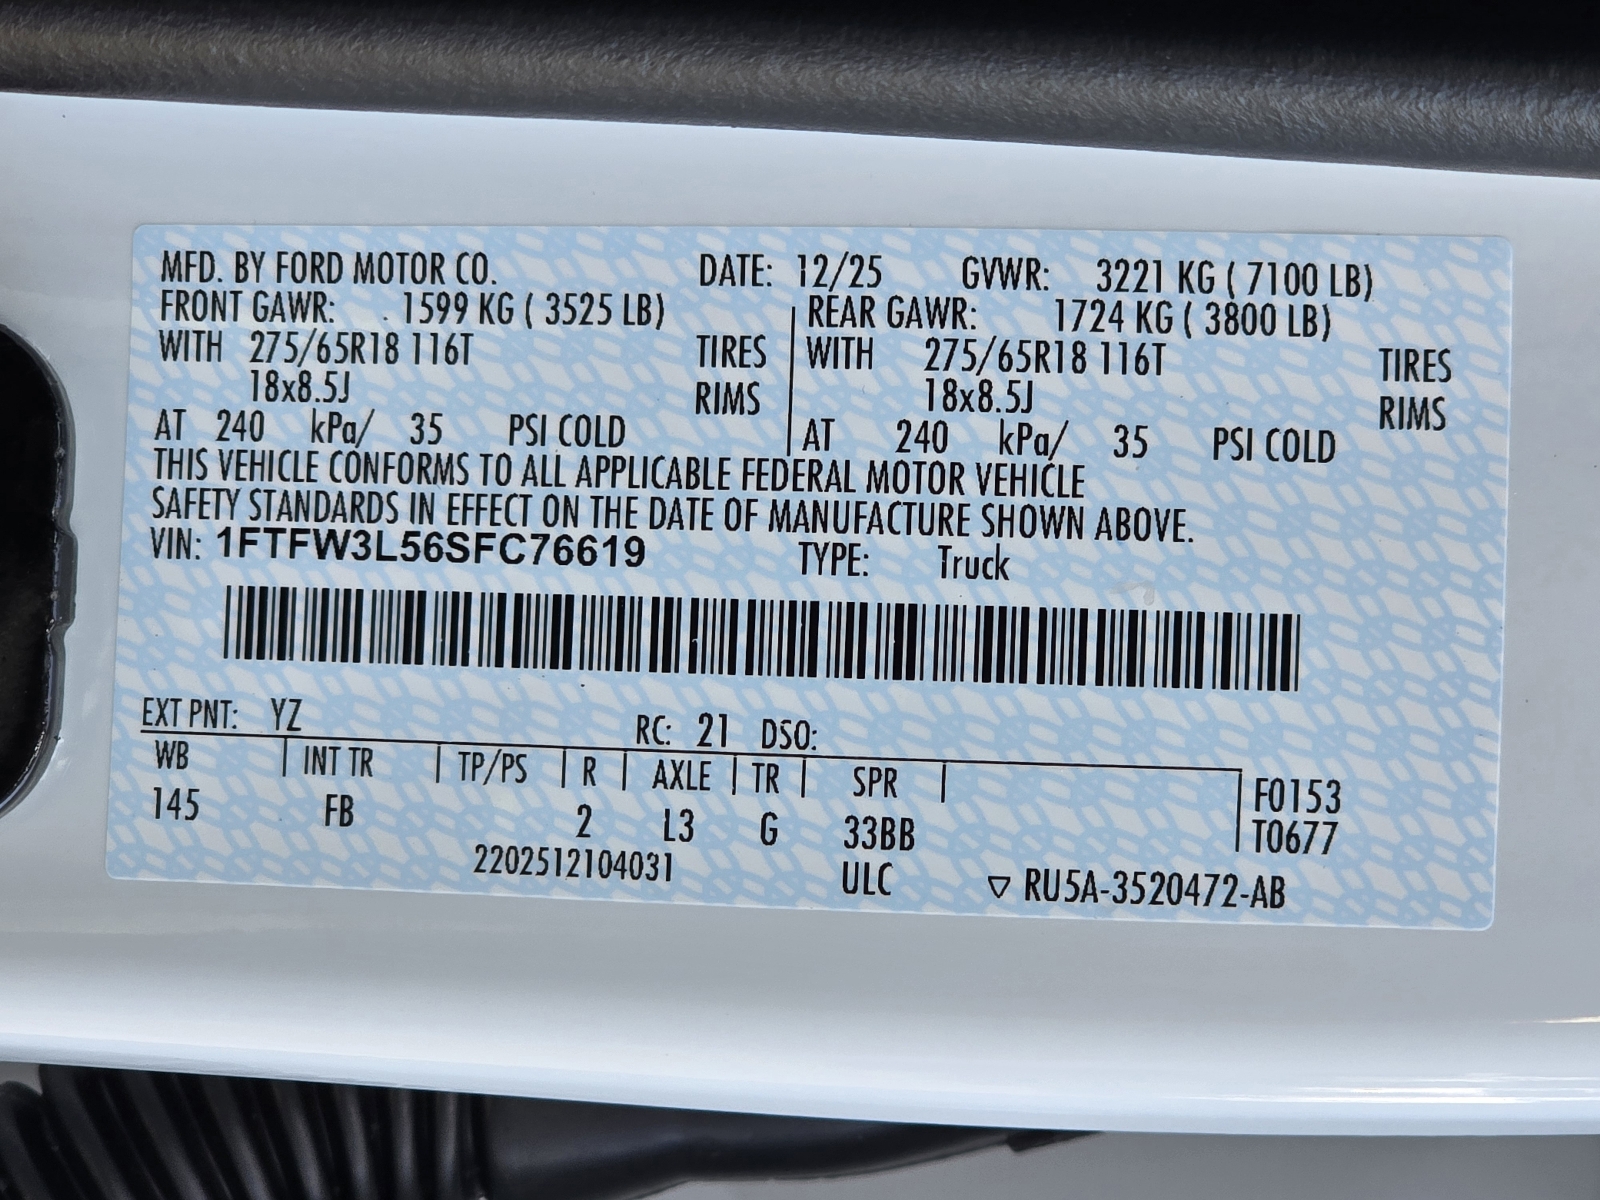 MFD. BY FORD MOTOR CO. DATE: 12/25 GVWR: 3221 KG ( 7100 LB)
FRONT GAWR: 1599 KG ( 3525 LB) REAR GAWR: 1724 KG ( 3800 LB)
WITH 275/65R18 116T TIRES WITH 275/65R18 116T TIRES
18x8.5J RIMS 18x8.5J RIMS
AT 240 kPa/ 35 PSI COLD AT 240 kPa/ 35 PSI COLD
THIS VEHICLE CONFORMS TO ALL APPLICABLE FEDERAL MOTOR VEHICLE
SAFETY STANDARDS IN EFFECT ON THE DATE OF MANUFACTURE SHOWN ABOVE.
VIN: 1FTFW3L56SFC76619 TYPE: Truck
EXT PNT: YZ RC: 21 DSO:
WB | INT TR | TP/PS | R | AXLE | TR | SPR | F0153
145 FB 2 L3 G 33BB T0677
2202512104031 ULC ▽ RU5A-3520472-AB